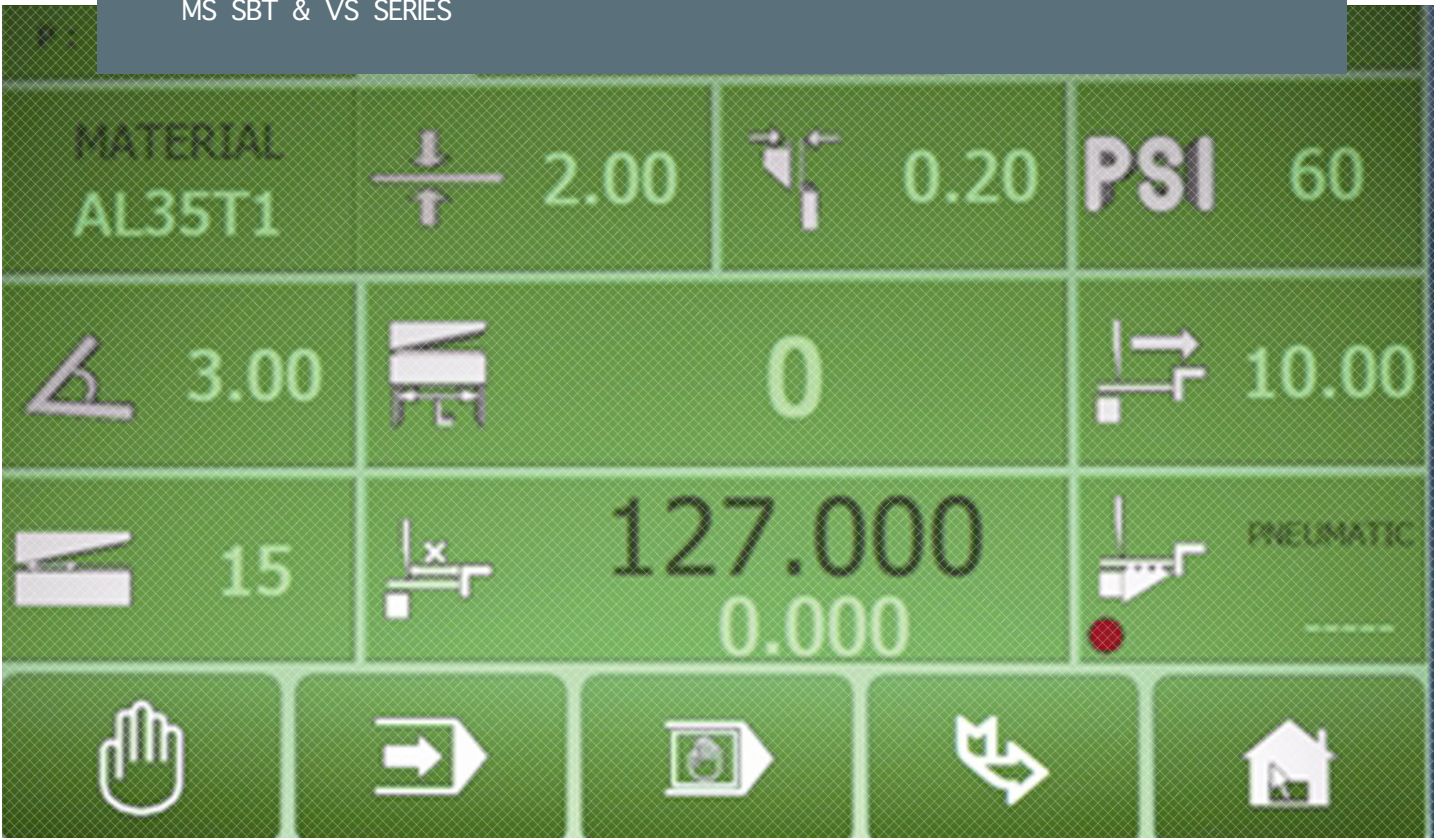 MS SBT & VS SERIES
P:
MATERIAL
AL35T1
2.00
0.20
PSI
60
3.00
0
10.00
L
15
X
127.000
0.000
PNEUMATIC
-----